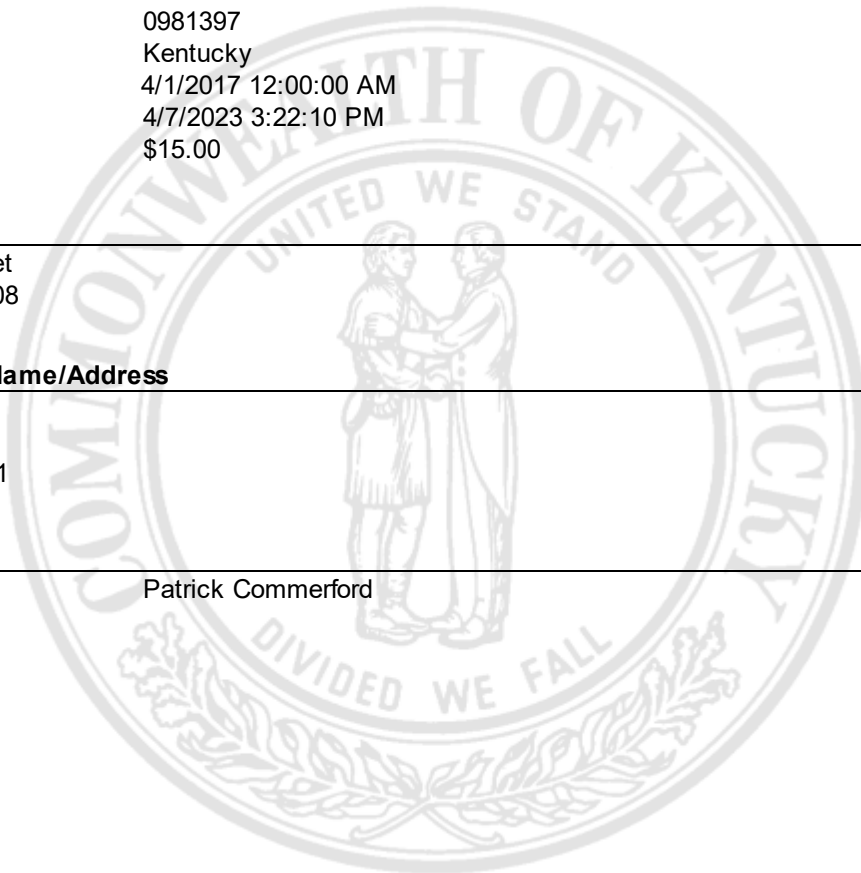 0981397
Kentucky
4/1/2017 12:00:00 AM
4/7/2023 3:22:10 PM
$15.00
COMMONWEALTH OF KENTUCKY
UNITED WE STAND
et
08
lame/Address
1
Patrick Commerford
DIVIDED WE FALL